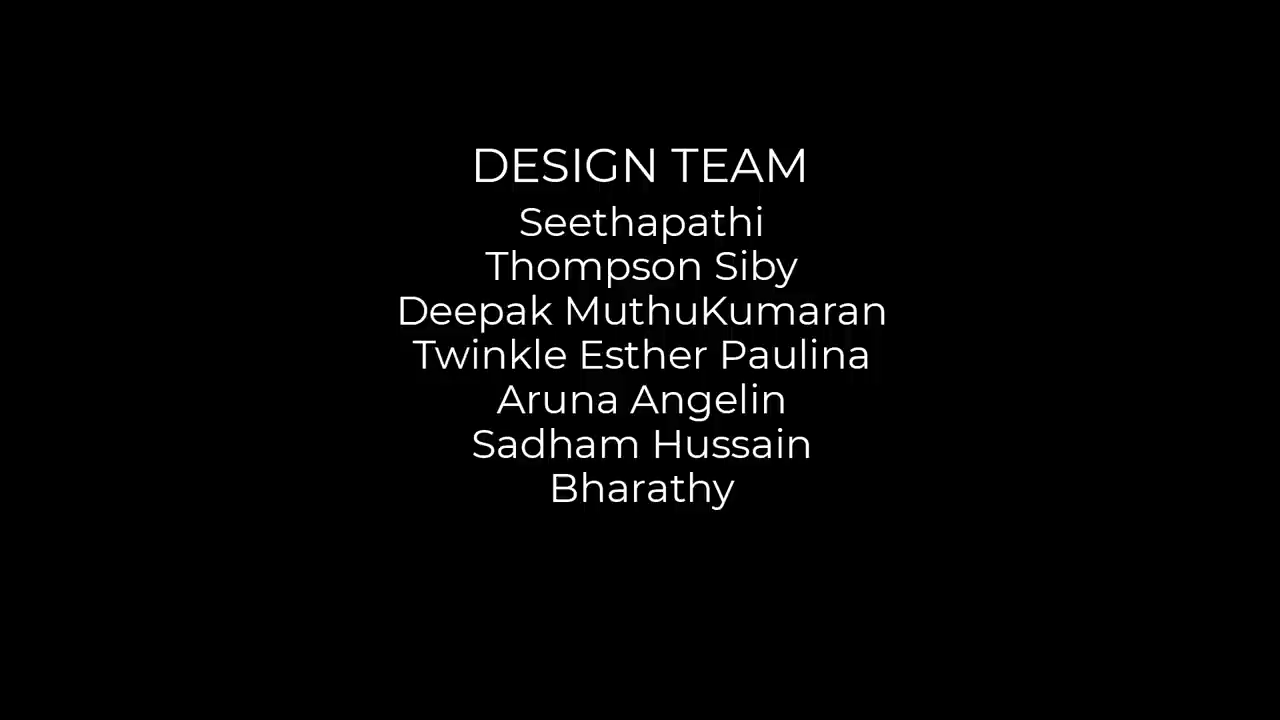 DESIGN TEAM
Seethapathi
Thompson Siby
Deepak MuthuKumaran
Twinkle Esther Paulina
Aruna Angelin
Sadham Hussain
Bharathy